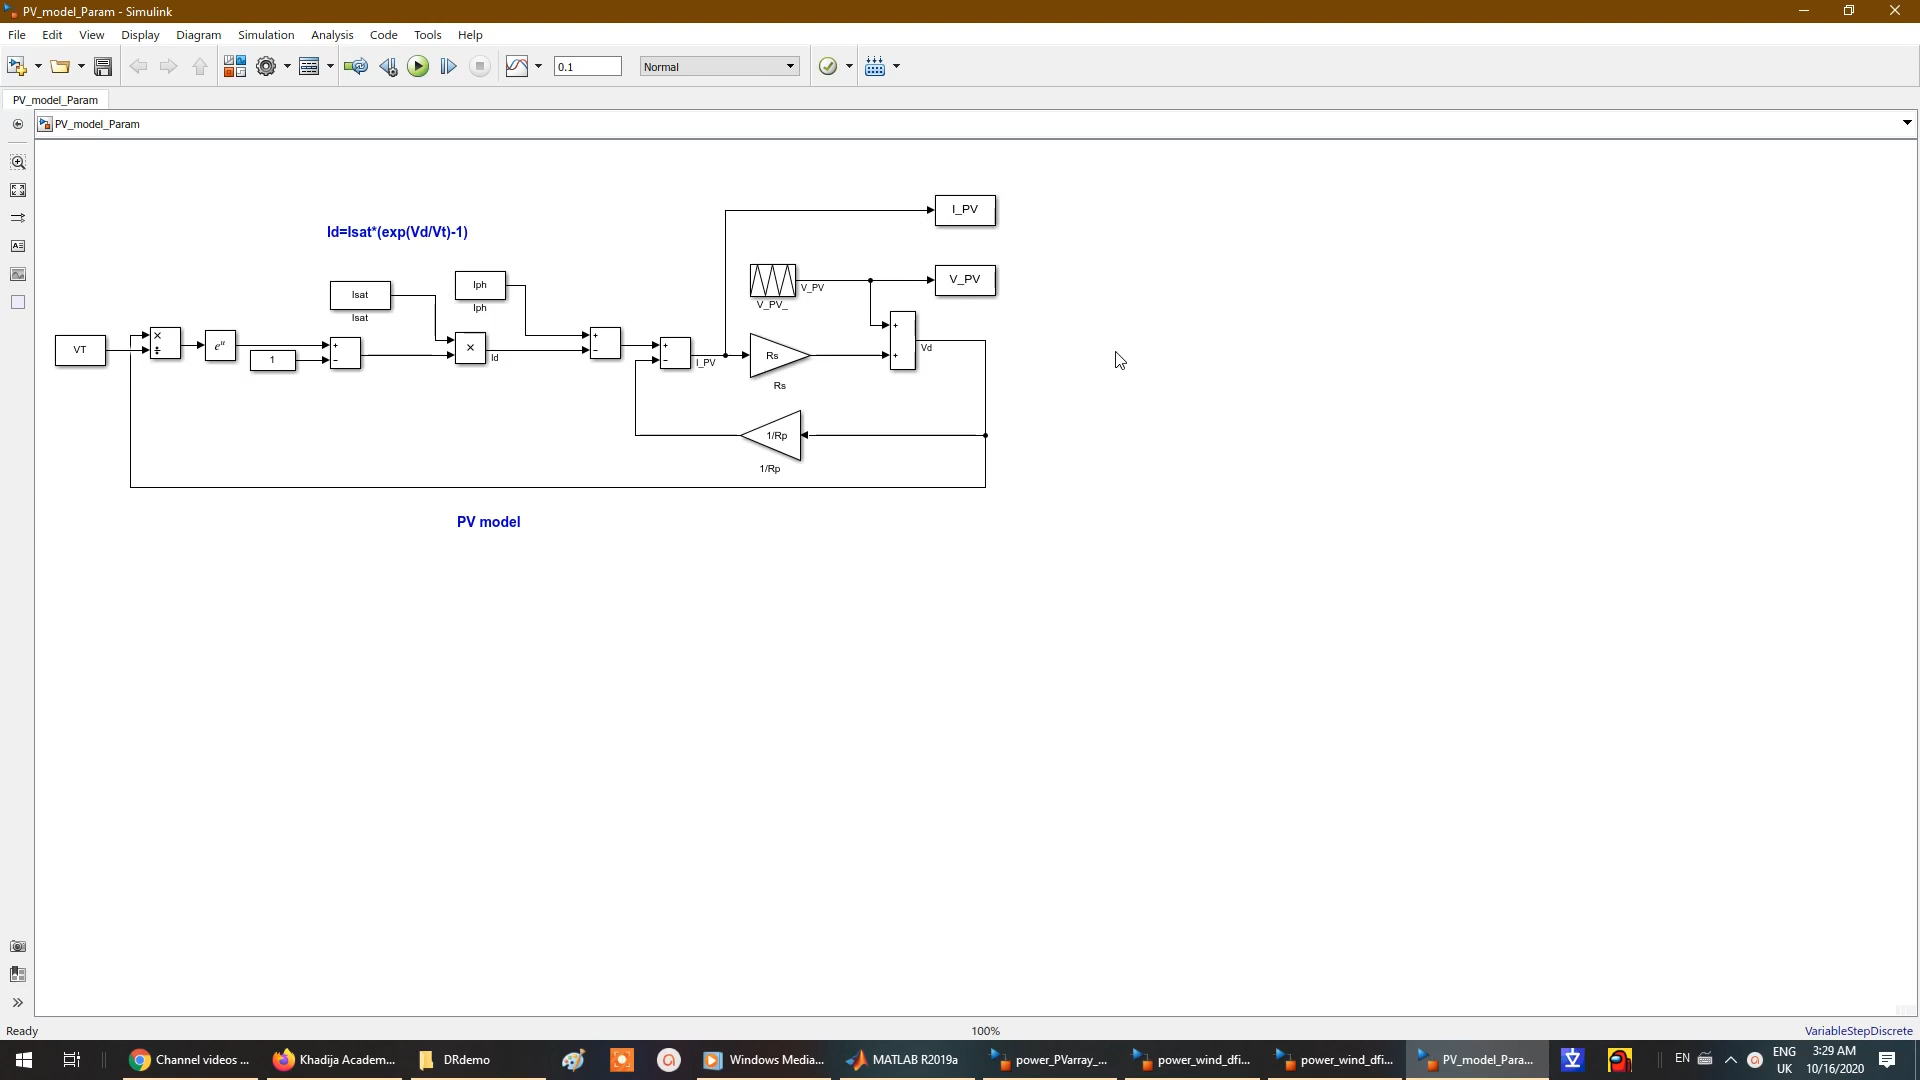 PV_model_Param - Simulink
File Edit View Display Diagram Simulation Analysis Code Tools Help
0.1 Normal
PV_model_Param
PV_model_Param
I_PV
Id=Isat*(exp(Vd/Vt)-1)
V_PV
V_PV
V_PV_
Iph
Iph
Isat
Isat
VT
× ÷
eᵘ
1
+ −
×
Id
+ −
+ −
I_PV
Rs
Rs
+ +
Vd
1/Rp
1/Rp
PV model
Ready 100% VariableStepDiscrete
Channel videos ... Khadija Academ... DRdemo Windows Media... MATLAB R2019a power_PVarray_... power_wind_dfi... power_wind_dfi... PV_model_Para... EN ENG UK 3:29 AM 10/16/2020